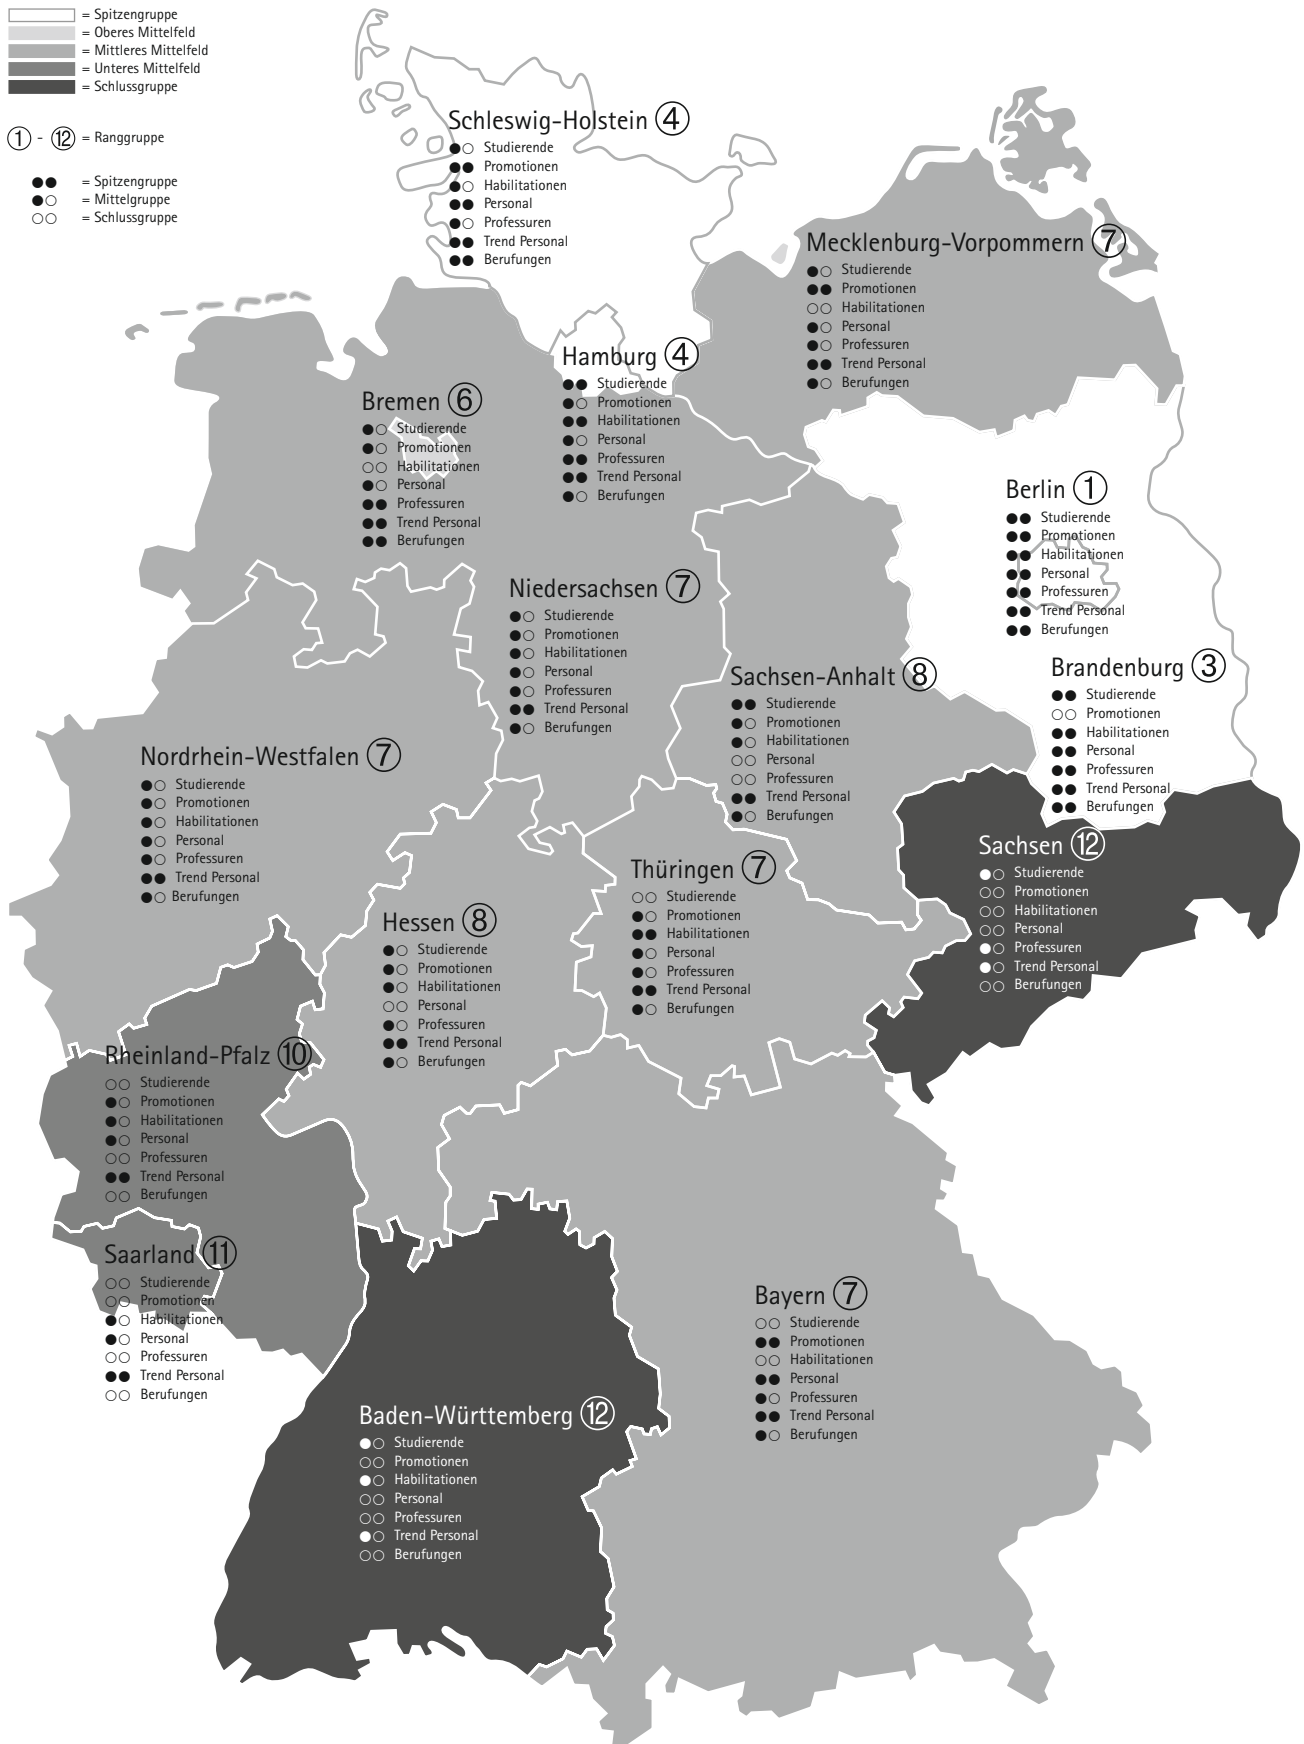 = Spitzengruppe
= Oberes Mittelfeld
= Mittleres Mittelfeld
= Unteres Mittelfeld
= Schlussgruppe
① - ⑫ = Ranggruppe
●● = Spitzengruppe
●○ = Mittelgruppe
○○ = Schlussgruppe
Schleswig-Holstein ④
●○ Studierende
●● Promotionen
●○ Habilitationen
●● Personal
●○ Professuren
●● Trend Personal
●● Berufungen
Mecklenburg-Vorpommern ⑦
●○ Studierende
●● Promotionen
○○ Habilitationen
●○ Personal
●○ Professuren
●● Trend Personal
●○ Berufungen
Hamburg ④
●● Studierende
●○ Promotionen
●● Habilitationen
●○ Personal
●● Professuren
●● Trend Personal
●○ Berufungen
Bremen ⑥
●○ Studierende
●○ Promotionen
○○ Habilitationen
●○ Personal
●● Professuren
●● Trend Personal
●● Berufungen
Berlin ①
●● Studierende
●● Promotionen
●● Habilitationen
●● Personal
●● Professuren
●● Trend Personal
●● Berufungen
Niedersachsen ⑦
●○ Studierende
●○ Promotionen
●○ Habilitationen
●○ Personal
●○ Professuren
●● Trend Personal
●○ Berufungen
Brandenburg ③
●● Studierende
○○ Promotionen
●● Habilitationen
●● Personal
●● Professuren
●● Trend Personal
●● Berufungen
Sachsen-Anhalt ⑧
●● Studierende
●○ Promotionen
●○ Habilitationen
○○ Personal
○○ Professuren
●● Trend Personal
●○ Berufungen
Nordrhein-Westfalen ⑦
●○ Studierende
●○ Promotionen
●○ Habilitationen
●○ Personal
●○ Professuren
●● Trend Personal
●○ Berufungen
Sachsen ⑫
●○ Studierende
○○ Promotionen
○○ Habilitationen
○○ Personal
●○ Professuren
●○ Trend Personal
○○ Berufungen
Thüringen ⑦
○○ Studierende
●○ Promotionen
●● Habilitationen
●○ Personal
●○ Professuren
●● Trend Personal
●○ Berufungen
Hessen ⑧
●○ Studierende
●○ Promotionen
●○ Habilitationen
○○ Personal
●○ Professuren
●● Trend Personal
●○ Berufungen
Rheinland-Pfalz ⑩
○○ Studierende
●○ Promotionen
●○ Habilitationen
●○ Personal
○○ Professuren
●● Trend Personal
○○ Berufungen
Saarland ⑪
○○ Studierende
○○ Promotionen
●○ Habilitationen
●○ Personal
○○ Professuren
●● Trend Personal
○○ Berufungen
Bayern ⑦
○○ Studierende
●● Promotionen
○○ Habilitationen
●● Personal
●○ Professuren
●● Trend Personal
●○ Berufungen
Baden-Württemberg ⑫
●○ Studierende
○○ Promotionen
●○ Habilitationen
○○ Personal
○○ Professuren
●○ Trend Personal
○○ Berufungen